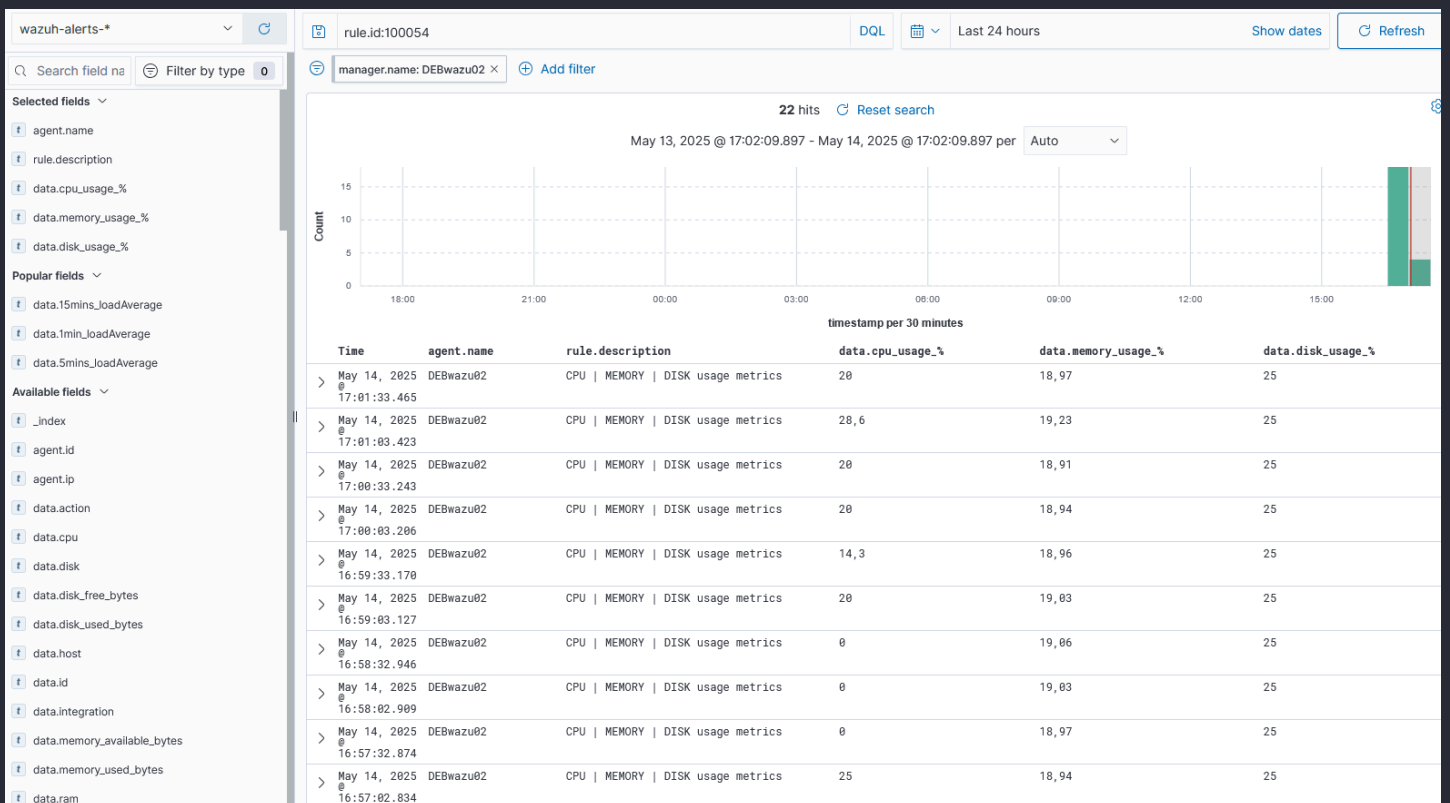 wazuh-alerts-*
rule.id:100054
DQL
Last 24 hours
Show dates
Refresh
Search field na
Filter by type 0
manager.name: DEBwazu02 ×
Add filter
Selected fields
t agent.name
t rule.description
t data.cpu_usage_%
t data.memory_usage_%
t data.disk_usage_%
Popular fields
t data.15mins_loadAverage
t data.1min_loadAverage
t data.5mins_loadAverage
Available fields
t _index
t agent.id
t agent.ip
t data.action
t data.cpu
t data.disk
t data.disk_free_bytes
t data.disk_used_bytes
t data.host
t data.id
t data.integration
t data.memory_available_bytes
t data.memory_used_bytes
t data.ram
22 hits
Reset search
May 13, 2025 @ 17:02:09.897 - May 14, 2025 @ 17:02:09.897 per Auto
Count
15
10
5
0
18:00 21:00 00:00 03:00 06:00 09:00 12:00 15:00
timestamp per 30 minutes
Time agent.name rule.description data.cpu_usage_% data.memory_usage_% data.disk_usage_%
May 14, 2025 DEBwazu02 CPU | MEMORY | DISK usage metrics 20 18,97 25
@
17:01:33.465
May 14, 2025 DEBwazu02 CPU | MEMORY | DISK usage metrics 28,6 19,23 25
@
17:01:03.423
May 14, 2025 DEBwazu02 CPU | MEMORY | DISK usage metrics 20 18,91 25
@
17:00:33.243
May 14, 2025 DEBwazu02 CPU | MEMORY | DISK usage metrics 20 18,94 25
@
17:00:03.206
May 14, 2025 DEBwazu02 CPU | MEMORY | DISK usage metrics 14,3 18,96 25
@
16:59:33.170
May 14, 2025 DEBwazu02 CPU | MEMORY | DISK usage metrics 20 19,03 25
@
16:59:03.127
May 14, 2025 DEBwazu02 CPU | MEMORY | DISK usage metrics 0 19,06 25
@
16:58:32.946
May 14, 2025 DEBwazu02 CPU | MEMORY | DISK usage metrics 0 19,03 25
@
16:58:02.909
May 14, 2025 DEBwazu02 CPU | MEMORY | DISK usage metrics 0 18,97 25
@
16:57:32.874
May 14, 2025 DEBwazu02 CPU | MEMORY | DISK usage metrics 25 18,94 25
@
16:57:02.834